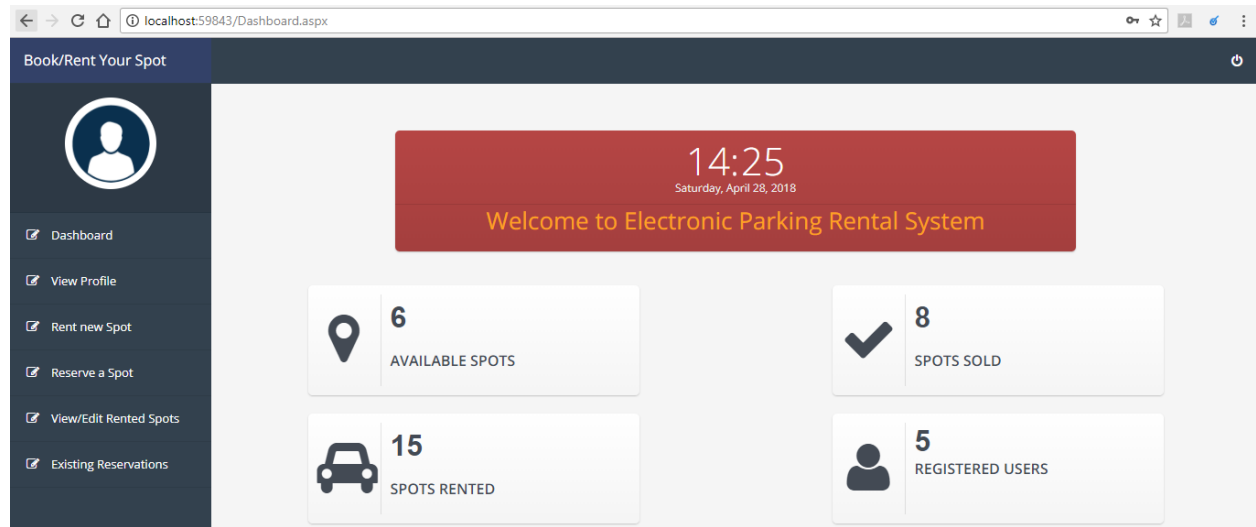 localhost:59843/Dashboard.aspx
Book/Rent Your Spot
14:25
Saturday, April 28, 2018
Welcome to Electronic Parking Rental System
Dashboard
View Profile
Rent new Spot
Reserve a Spot
View/Edit Rented Spots
Existing Reservations
6
AVAILABLE SPOTS
8
SPOTS SOLD
15
SPOTS RENTED
5
REGISTERED USERS